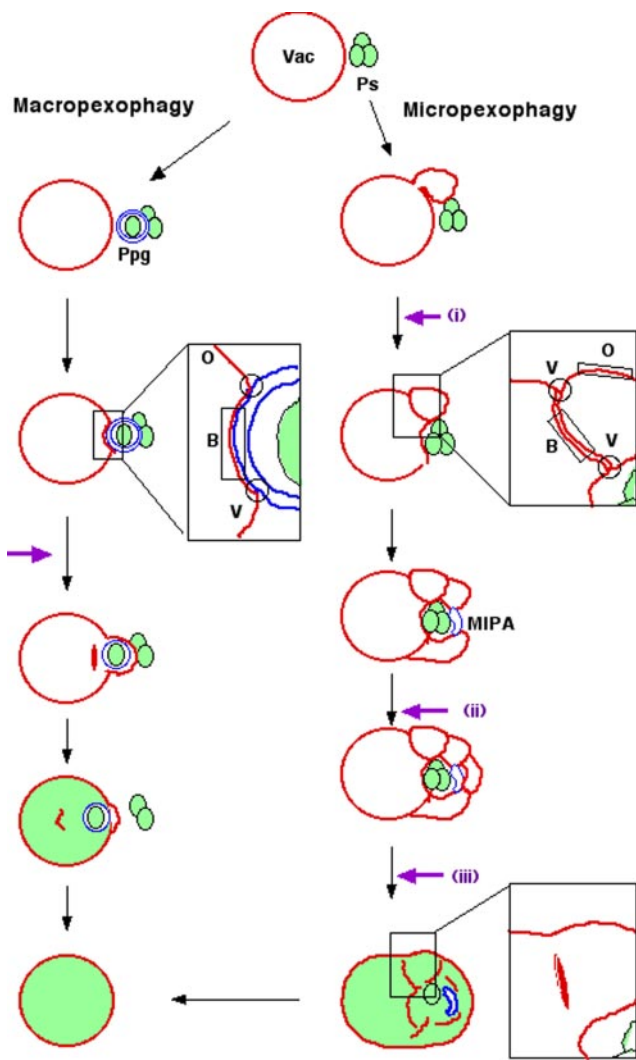 Vac
Ps
Macropexophagy
Micropexophagy
Ppg
(i)
O
B
V
V
O
B
V
MIPA
(ii)
(iii)